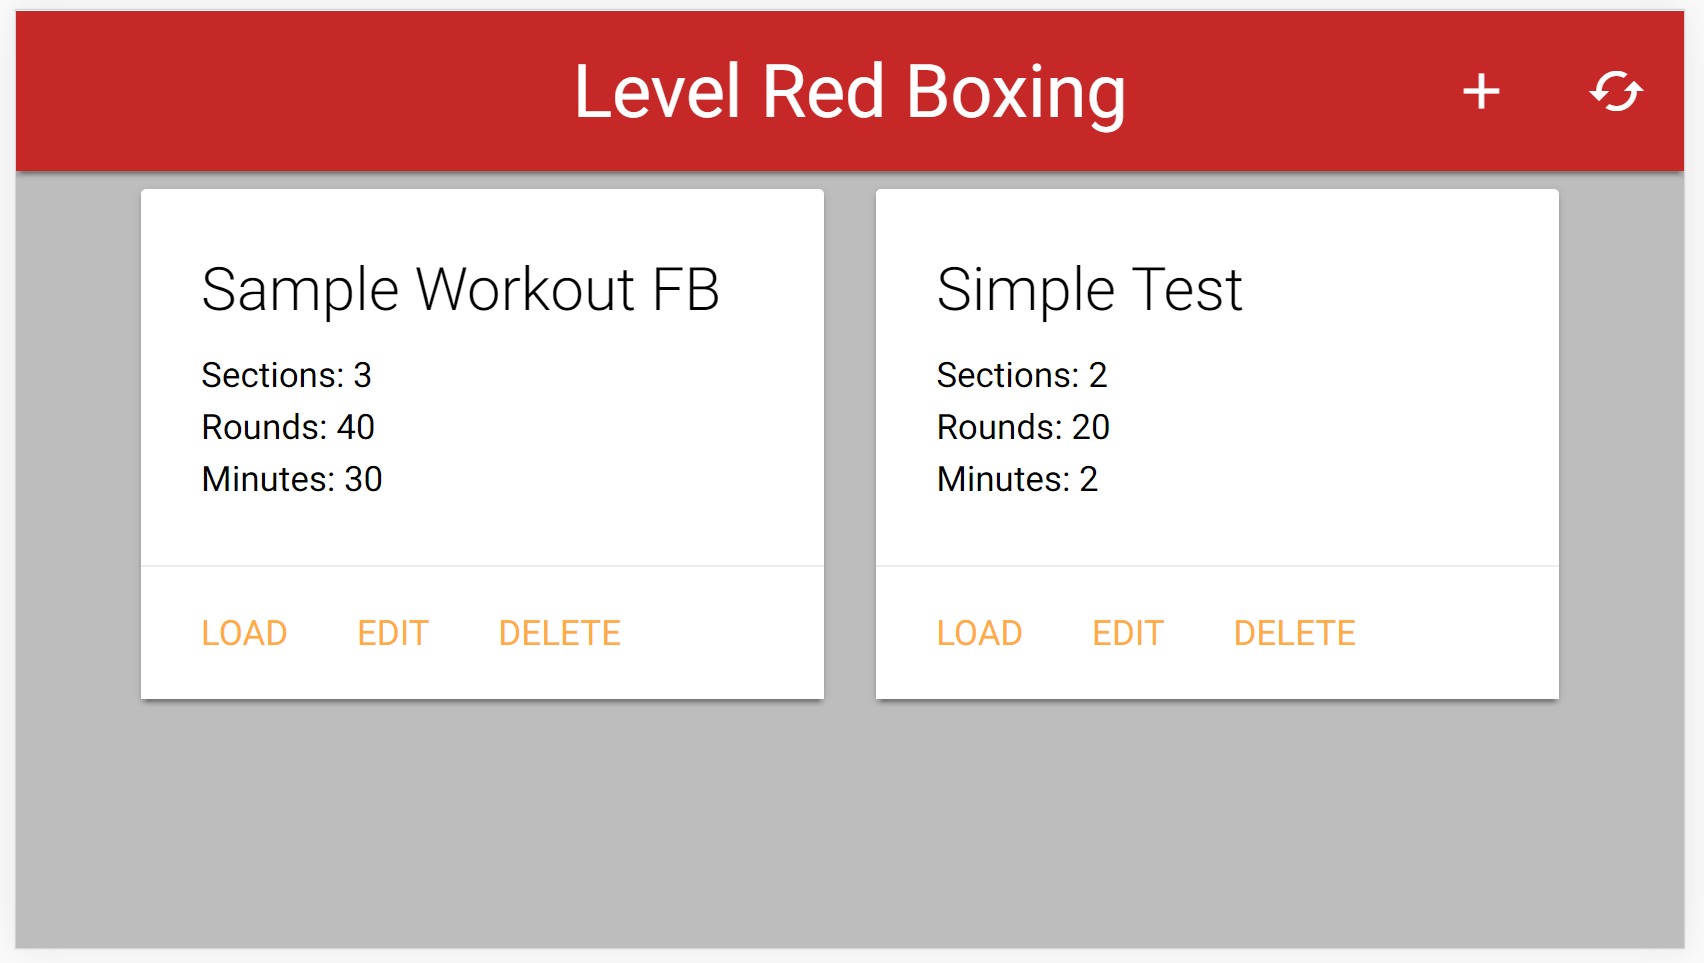 Level Red Boxing
Sample Workout FB
Sections: 3
Rounds: 40
Minutes: 30
LOAD EDIT DELETE
Simple Test
Sections: 2
Rounds: 20
Minutes: 2
LOAD EDIT DELETE